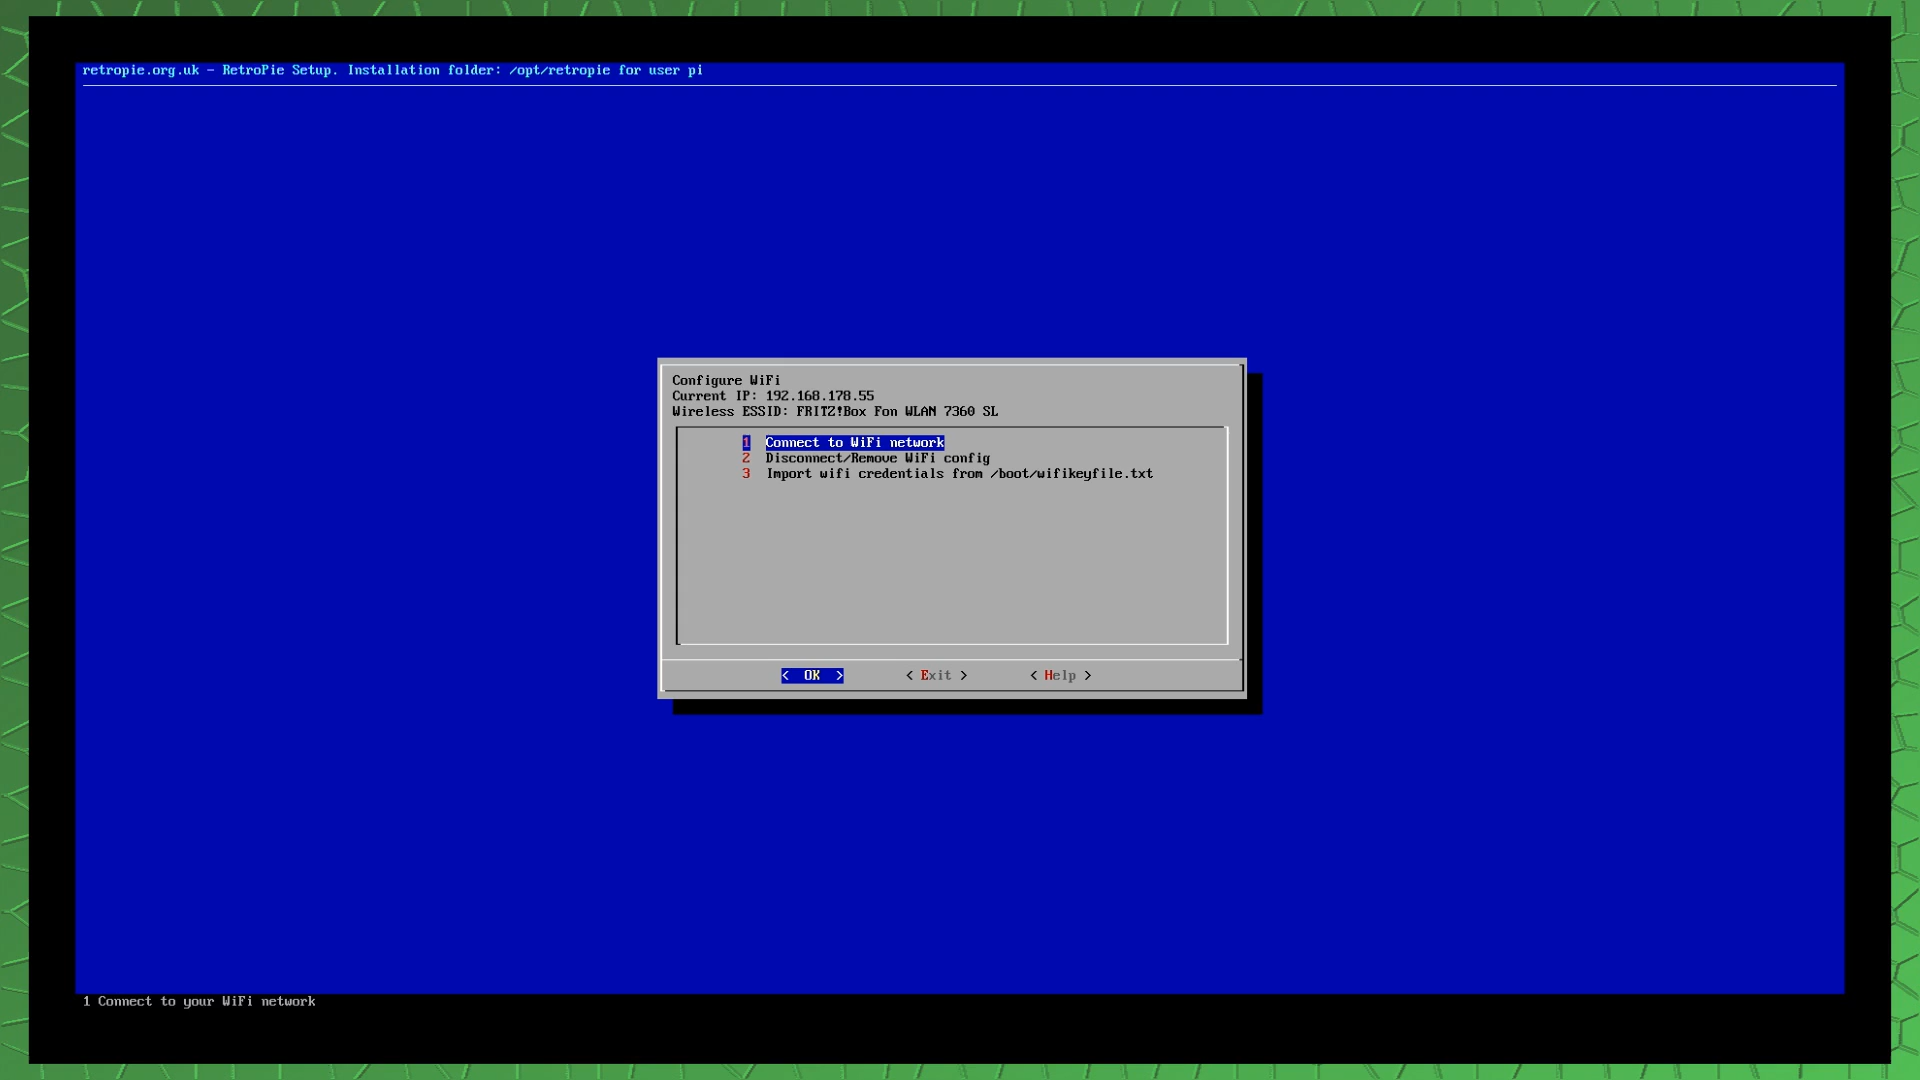 retropie.org.uk - RetroPie Setup. Installation folder: /opt/retropie for user pi
Configure WiFi
Current IP: 192.168.178.55
Wireless ESSID: FRITZ!Box Fon WLAN 7360 SL
1 Connect to WiFi network
2 Disconnect/Remove WiFi config
3 Import wifi credentials from /boot/wifikeyfile.txt
< OK > < Exit > < Help >
1 Connect to your WiFi network